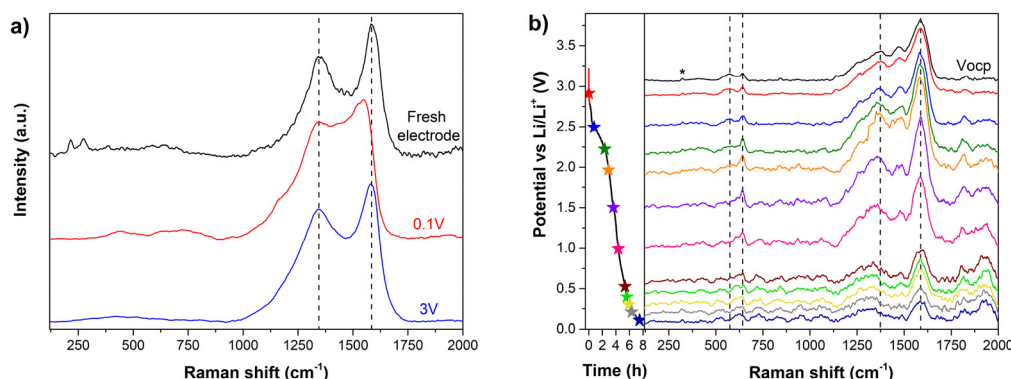 a)
Intensity (a.u.)
Fresh
electrode
0.1V
3V
250 500 750 1000 1250 1500 1750 2000
Raman shift (cm⁻¹)
b)
Potential vs Li/Li⁺ (V)
3.5
3.0
2.5
2.0
1.5
1.0
0.5
0.0
*
Vocp
0 2 4 6 8
250 500 750 1000 1250 1500 1750 2000
Time (h)
Raman shift (cm⁻¹)